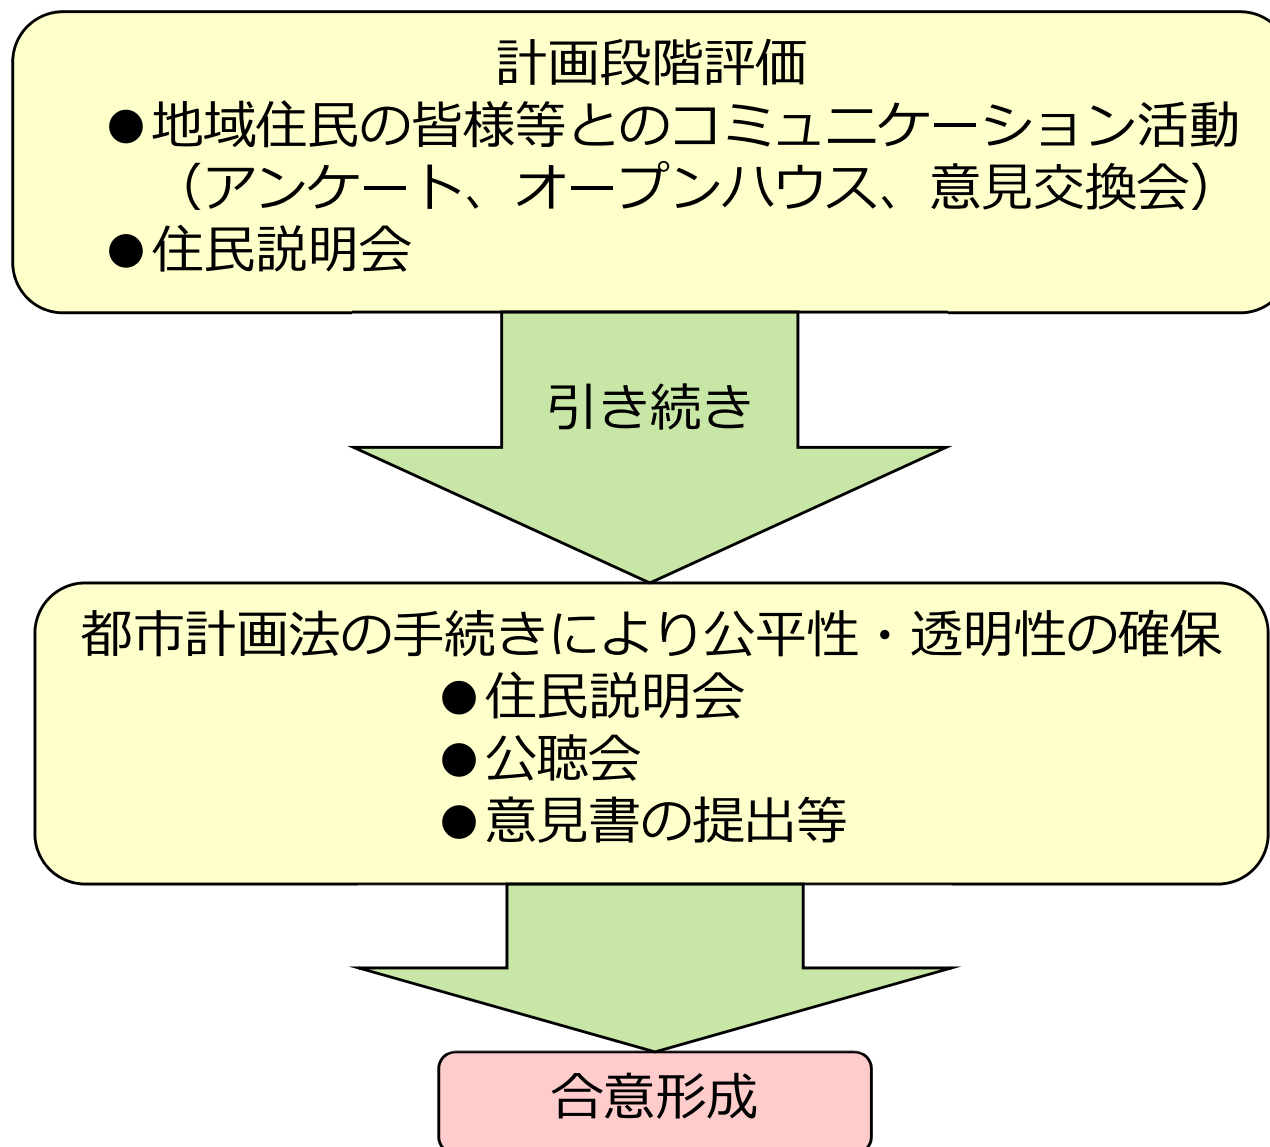 計画段階評価
●地域住民の皆様等とのコミュニケーション活動
（アンケート、オープンハウス、意見交換会）
●住民説明会
引き続き
都市計画法の手続きにより公平性・透明性の確保
●住民説明会
●公聴会
●意見書の提出等
合意形成